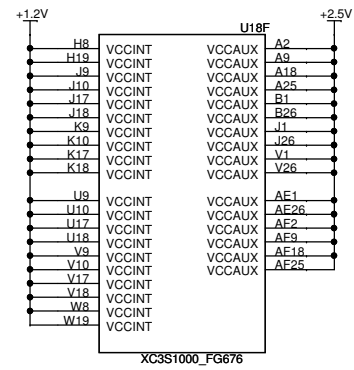 +1.2V +2.5V
U18F
H8 VCCINT VCCAUX A2
H19 VCCINT VCCAUX A9
J9 VCCINT VCCAUX A18
J10 VCCINT VCCAUX A25
J17 VCCINT VCCAUX B1
J18 VCCINT VCCAUX B26
K9 VCCINT VCCAUX J1
K10 VCCINT VCCAUX J26
K17 VCCINT VCCAUX V1
K18 VCCINT VCCAUX V26
U9 VCCINT VCCAUX AE1
U10 VCCINT VCCAUX AE26
U17 VCCINT VCCAUX AF2
U18 VCCINT VCCAUX AF9
V9 VCCINT VCCAUX AF18
V10 VCCINT VCCAUX AF25
V17 VCCINT
V18 VCCINT
W8 VCCINT
W19 VCCINT
XC3S1000_FG676